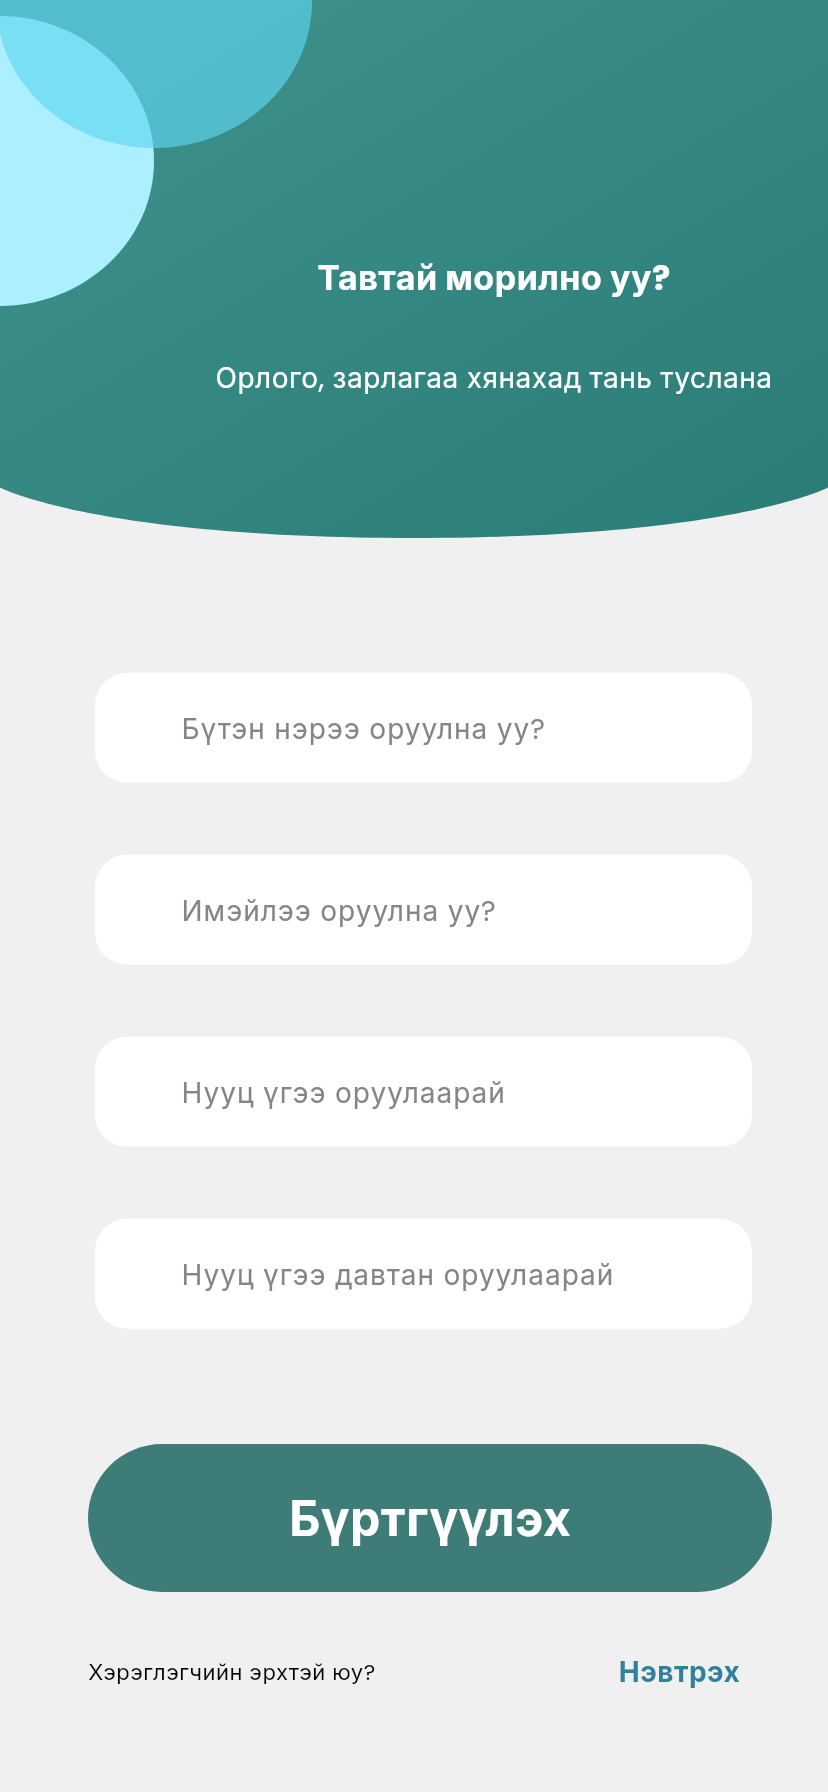 Тавтай морилно уу?
Орлого, зарлагаа хянахад тань туслана
Бүтэн нэрээ оруулна уу?
Имэйлээ оруулна уу?
Нууц үгээ оруулаарай
Нууц үгээ давтан оруулаарай
Бүртгүүлэх
Хэрэглэгчийн эрхтэй юу? Нэвтрэх